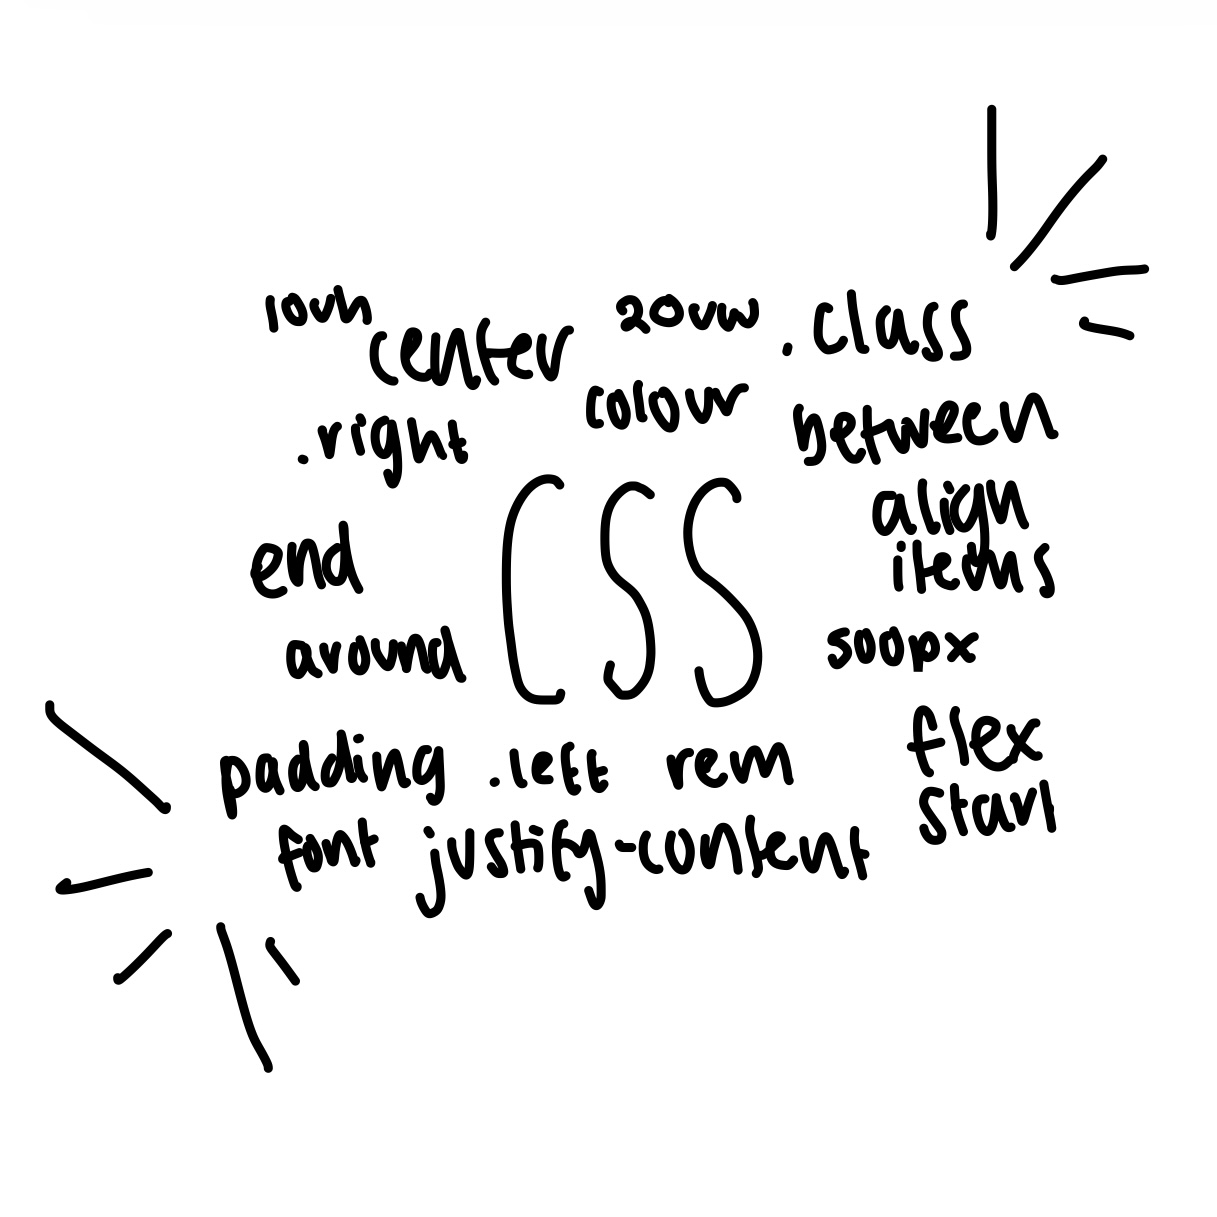 10vh center 20vw .class
.right colour between
CSS
align
items
end
around 500px
padding .left rem flex
start
font justify-content